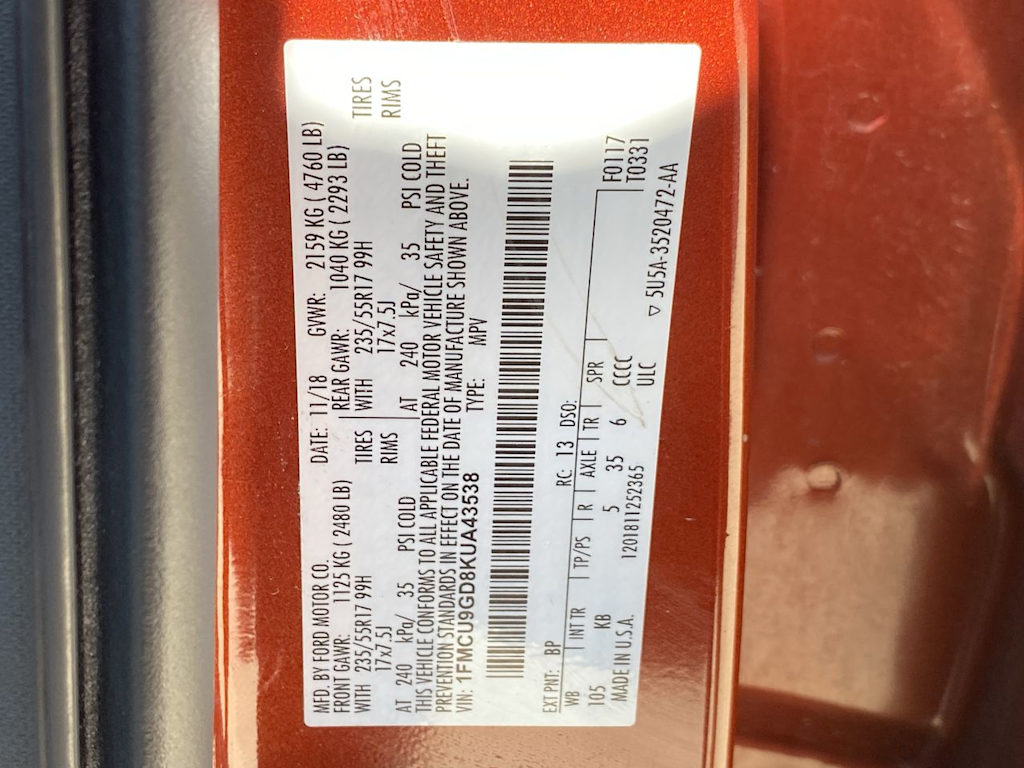 MFD. BY FORD MOTOR CO. DATE: 11/18 GVWR: 2159 KG ( 4760 LB)
FRONT GAWR: 1125 KG ( 2480 LB) REAR GAWR: 1040 KG ( 2293 LB)
WITH 235/55R17 99H TIRES WITH 235/55R17 99H TIRES
17x7.5J RIMS 17x7.5J RIMS
AT 240 kPa/ 35 PSI COLD AT 240 kPa/ 35 PSI COLD
THIS VEHICLE CONFORMS TO ALL APPLICABLE FEDERAL MOTOR VEHICLE SAFETY AND THEFT
PREVENTION STANDARDS IN EFFECT ON THE DATE OF MANUFACTURE SHOWN ABOVE.
VIN: 1FMCU9GD8KUA43538 TYPE: MPV
EXT PNT: BP RC: 13 DSO:
WB INT TR TP/PS R AXLE TR SPR F0117
105 KB 5 35 6 CCCC T0331
MADE IN U.S.A. 1201811252365 ULC
▽ 5U5A-3520472-AA